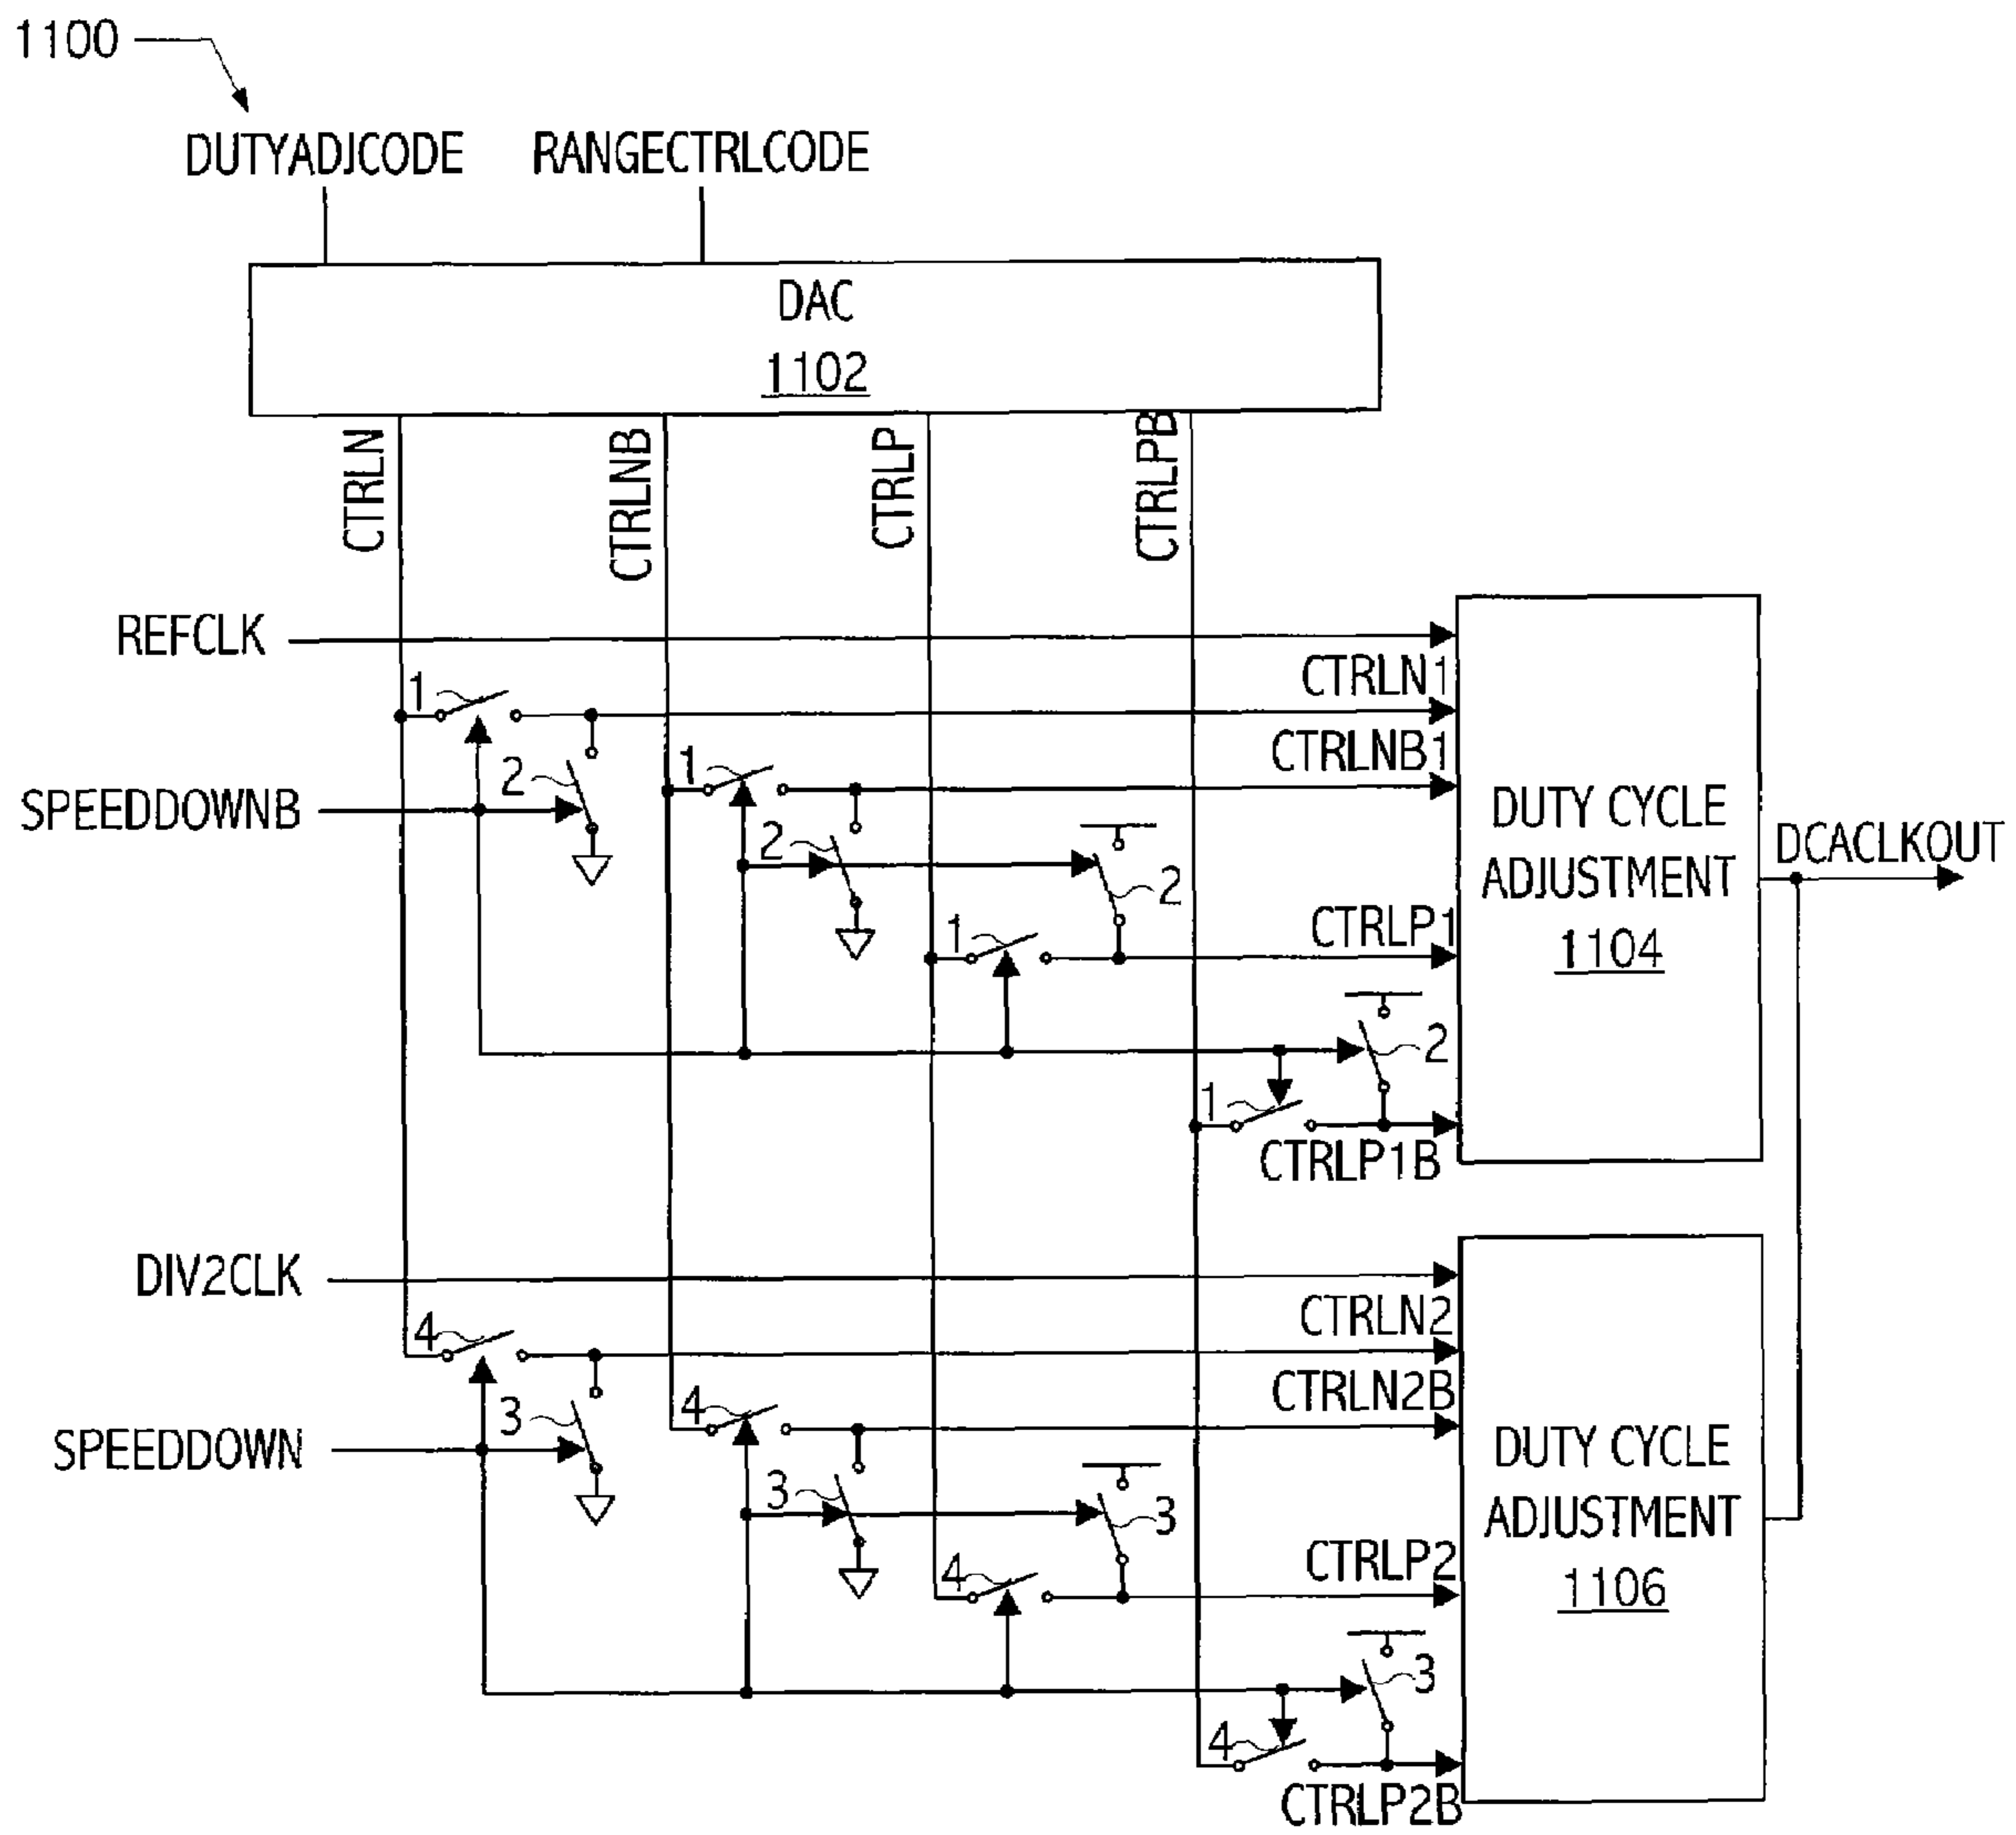 1100
DUTYADJCODE RANGECTRLCODE
DAC
1102
CTRLN
CTRLNB
CTRLP
CTRLPB
REFCLK
CTRLN1
1
CTRLNB1
2
1
SPEEDDOWNB
DUTY CYCLE
ADJUSTMENT
1104
DCACLKOUT
2
2
1
CTRLP1
2
1
CTRLP1B
DIV2CLK
CTRLN2
4
CTRLN2B
3
4
SPEEDDOWN
DUTY CYCLE
ADJUSTMENT
1106
3
3
4
CTRLP2
3
4
CTRLP2B